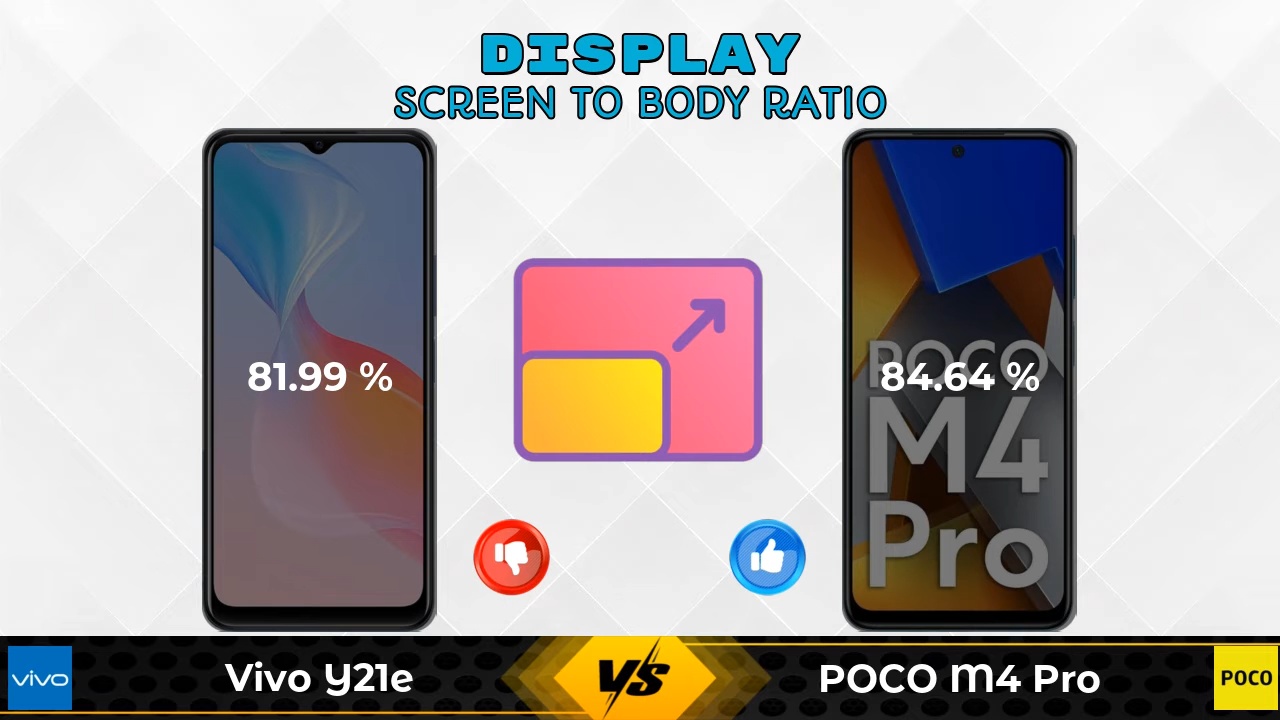 DISPLAY
SCREEN TO BODY RATIO
81.99 %
84.64 %
POCO
M4
Pro
vivo
Vivo Y21e
VS
POCO M4 Pro
POCO